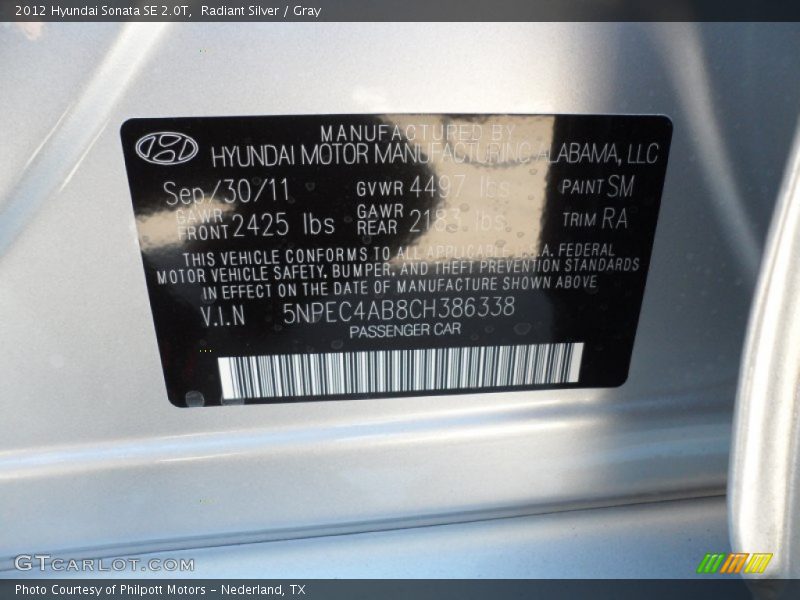 2012 Hyundai Sonata SE 2.0T, Radiant Silver / Gray
MANUFACTURED BY
HYUNDAI MOTOR MANUFACTURING ALABAMA, LLC
Sep/30/11 GVWR 4497 lbs PAINT SM
GAWR FRONT 2425 lbs GAWR REAR 2183 lbs TRIM RA
THIS VEHICLE CONFORMS TO ALL APPLICABLE U.S.A. FEDERAL
MOTOR VEHICLE SAFETY, BUMPER, AND THEFT PREVENTION STANDARDS
IN EFFECT ON THE DATE OF MANUFACTURE SHOWN ABOVE
V.I.N 5NPEC4AB8CH386338
PASSENGER CAR
GTCARLOT.COM
Photo Courtesy of Philpott Motors - Nederland, TX